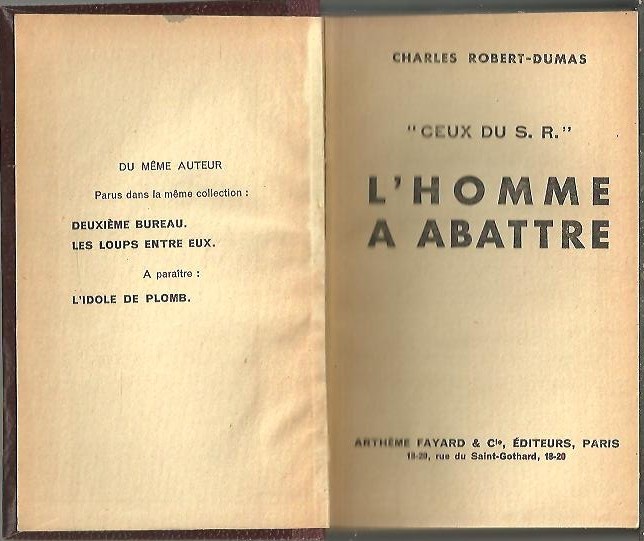 DU MÊME AUTEUR
Parus dans la même collection :
DEUXIÈME BUREAU.
LES LOUPS ENTRE EUX.
A paraître :
L'IDOLE DE PLOMB.
CHARLES ROBERT-DUMAS
"CEUX DU S. R."
L'HOMME
A ABATTRE
ARTHÈME FAYARD & Cie, ÉDITEURS, PARIS
18-20, rue du Saint-Gothard, 18-20